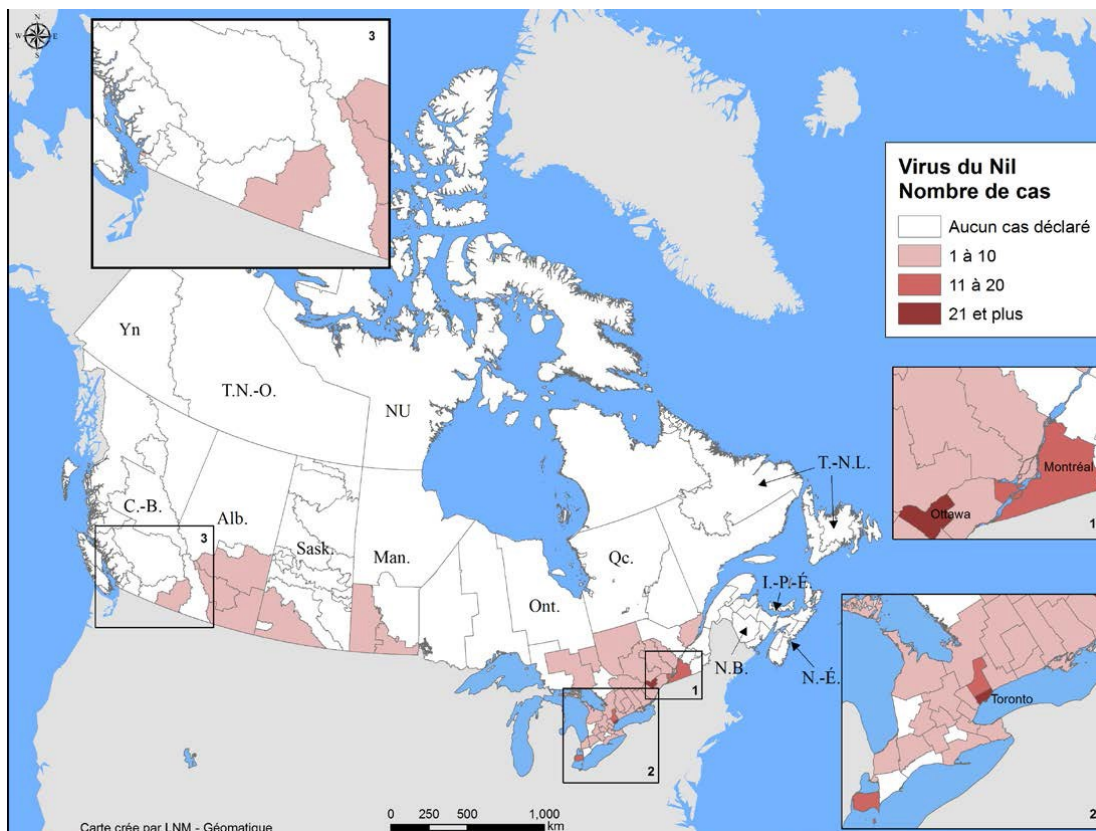 N
W
E
S
3
Virus du Nil
Nombre de cas
Aucun cas déclaré
1 à 10
11 à 20
21 et plus
Yn
T.N.-O.
NU
C.-B.
Alb.
Sask.
Man.
Ont.
Qc.
T.-N.L.
I.-P.-É.
N.B.
N.-É.
3
1
2
Montréal
Ottawa
1
Toronto
2
0 250 500 1,000
km
Carte crée par LNM - Géomatique